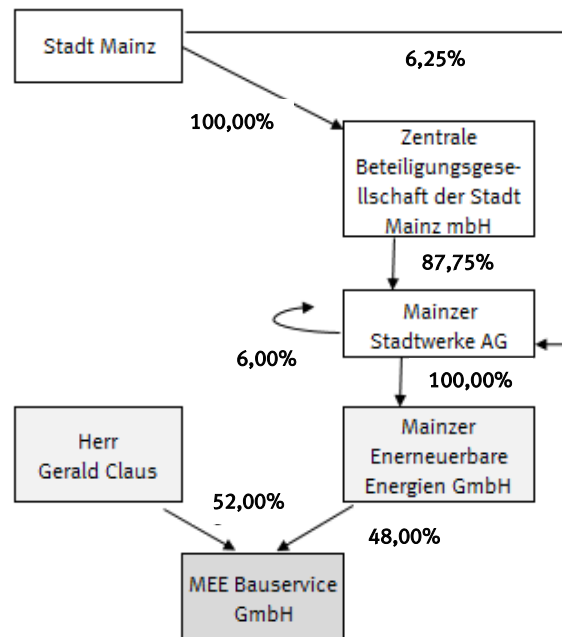 Stadt Mainz
6,25%
100,00%
Zentrale
Beteiligungsgese-
llschaft der Stadt
Mainz mbH
87,75%
Mainzer
Stadtwerke AG
6,00%
100,00%
Herr
Gerald Claus
Mainzer
Enerneuerbare
Energien GmbH
52,00%
48,00%
MEE Bauservice
GmbH